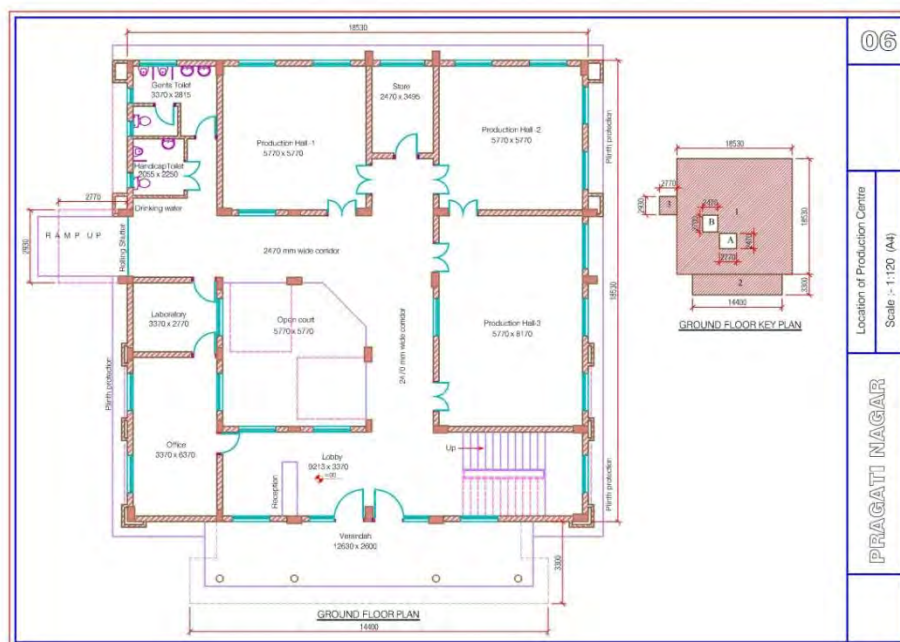 18530
06
Gents Toilet
3370 x 2815
Store
2470 x 3495
Production Hall -1
5770 x 5770
Production Hall -2
5770 x 5770
Plinth protection
HandicapToilet
2055 x 2250
2770
Drinking water
2930
RAMP UP
Rolling Shutter
2470 mm wide corridor
18530
Laboratory
3370 x 2770
Open court
5770 x 5770
2470 mm wide corridor
Production Hall-3
5770 x 8170
Plinth protection
Office
3370 x 6370
Lobby
9213 x 3370
Up
Reception
Plinth protection
Verendah
12630 x 2600
3300
GROUND FLOOR PLAN
14400
18530
2770
2930
3
2470
1
2770
B
A
2470
2770
18530
2
3300
14400
GROUND FLOOR KEY PLAN
Location of Production Centre
Scale :- 1:120 (A4)
PRAGATI NAGAR